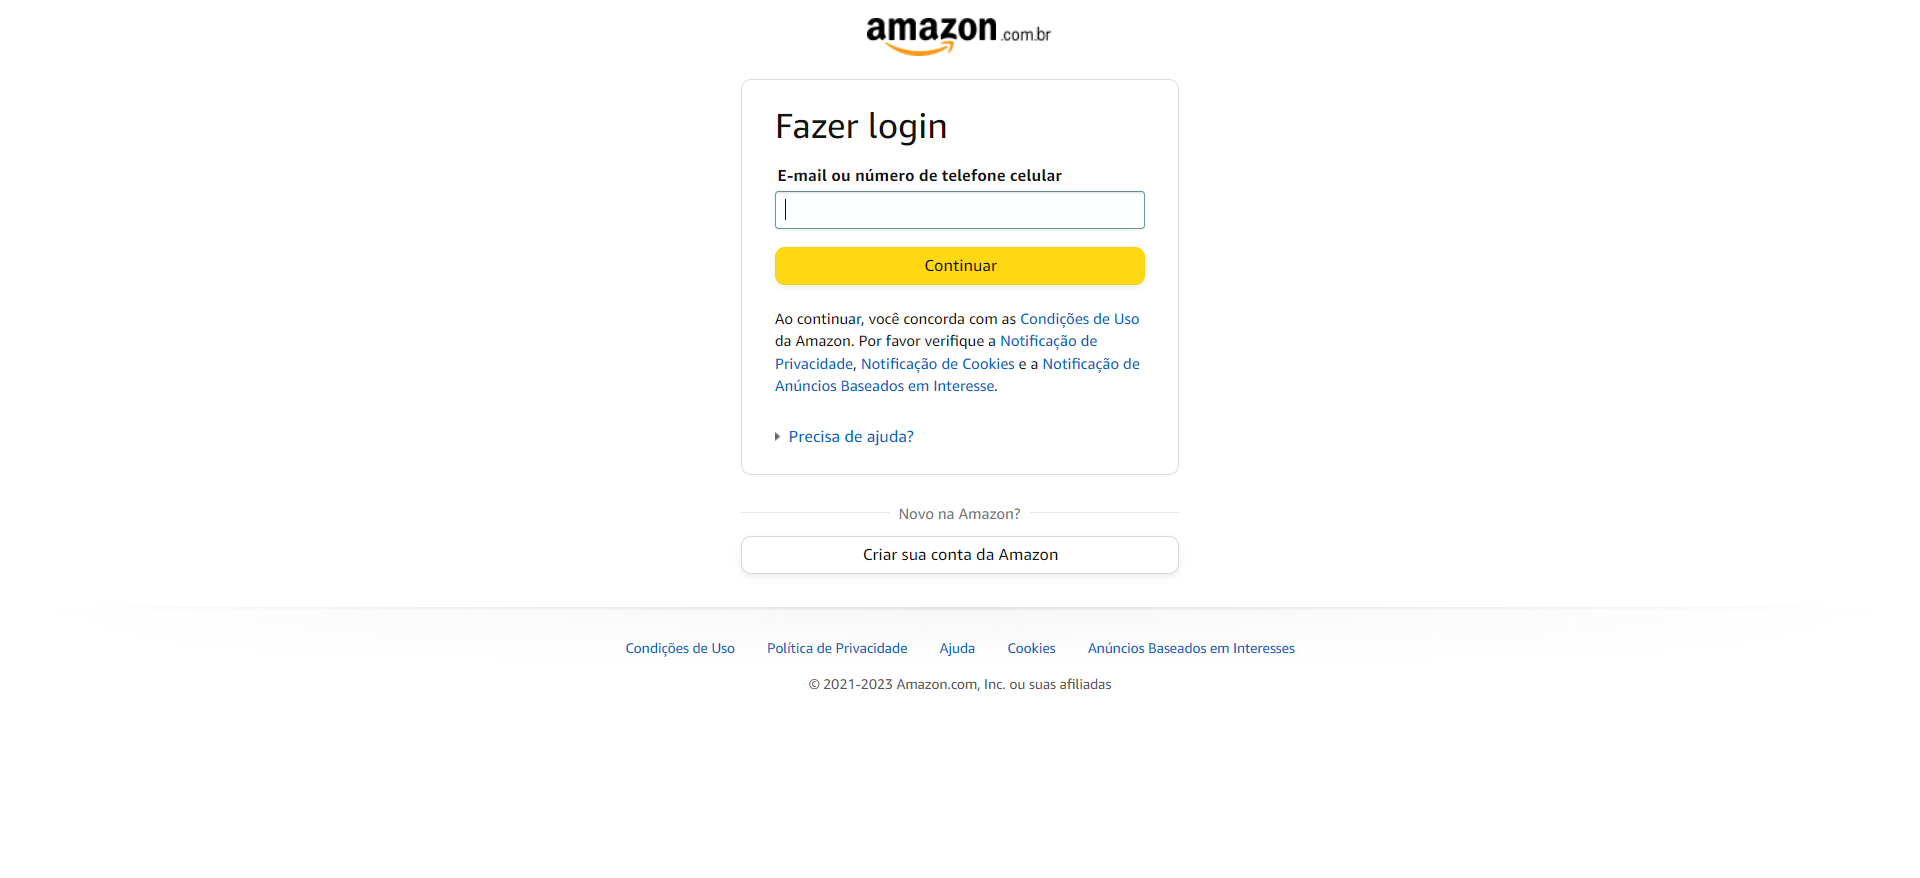 amazon.com.br
Fazer login
E-mail ou número de telefone celular
Continuar
Ao continuar, você concorda com as Condições de Uso
da Amazon. Por favor verifique a Notificação de
Privacidade, Notificação de Cookies e a Notificação de
Anúncios Baseados em Interesse.
Precisa de ajuda?
Novo na Amazon?
Criar sua conta da Amazon
Condições de Uso Política de Privacidade Ajuda Cookies Anúncios Baseados em Interesses
© 2021-2023 Amazon.com, Inc. ou suas afiliadas